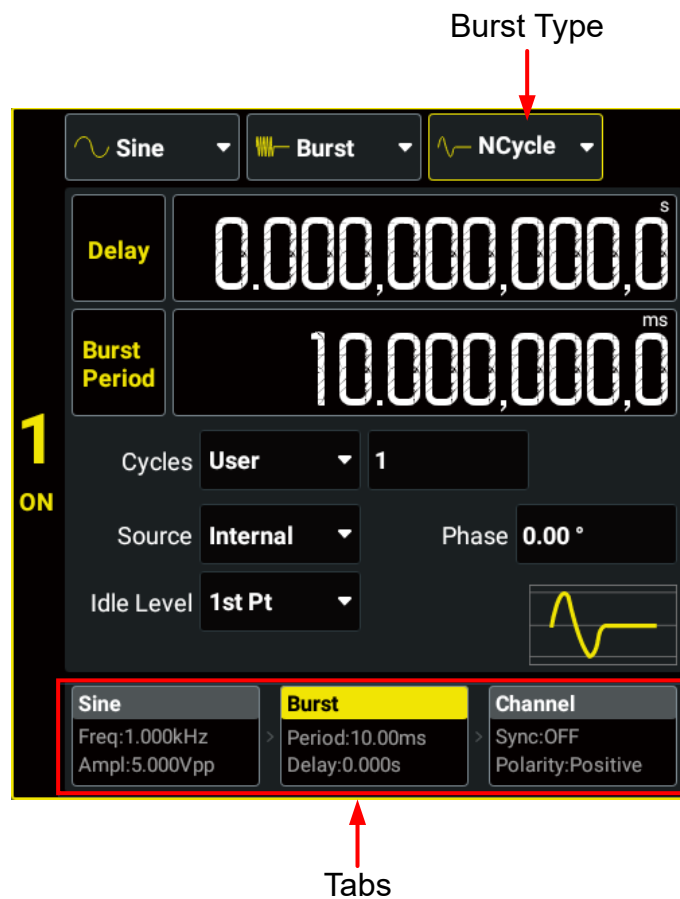 Burst Type
Sine
Burst
NCycle
Delay
0.000,000,000,0
s
Burst
Period
10.000,000,0
ms
1
ON
Cycles User 1
Source Internal Phase 0.00 °
Idle Level 1st Pt
Sine
Freq:1.000kHz
Ampl:5.000Vpp
>
Burst
Period:10.00ms
Delay:0.000s
>
Channel
Sync:OFF
Polarity:Positive
Tabs